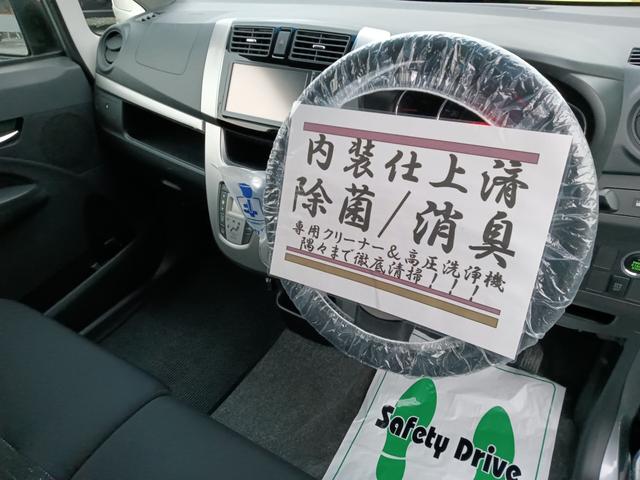 内装仕上済
除菌/消臭
専用クリーナー&高圧洗浄機
隅々まで徹底清掃!!!
Safety Drive